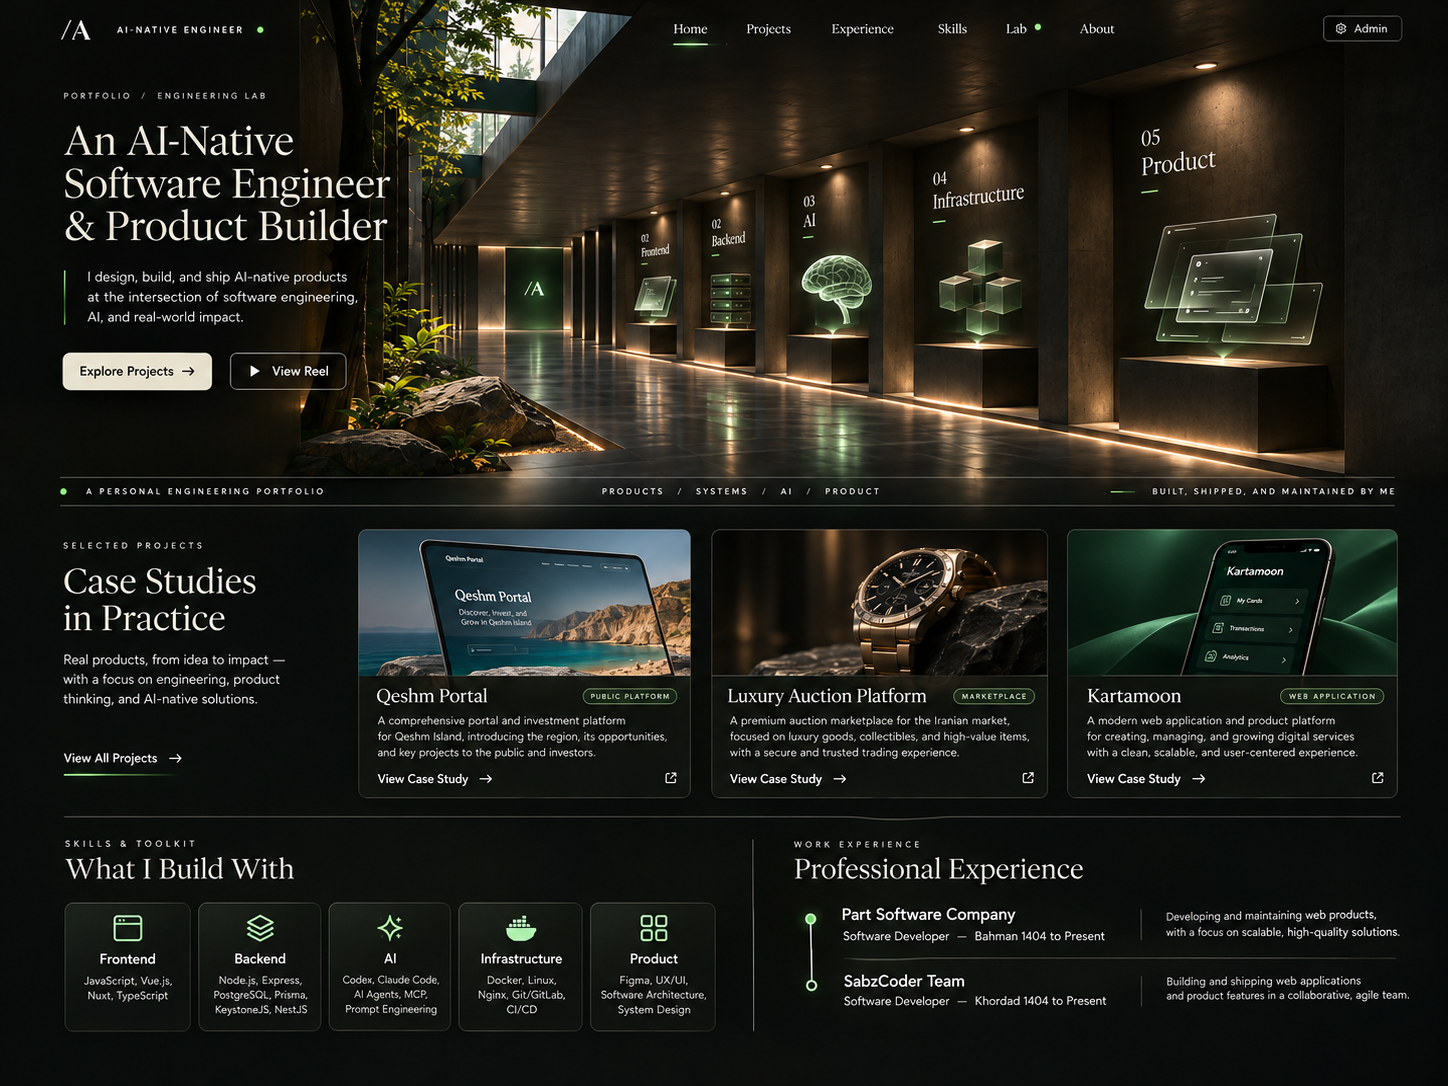 /A AI-NATIVE ENGINEER
Home Projects Experience Skills Lab About
Admin
PORTFOLIO / ENGINEERING LAB
An AI-Native
Software Engineer
& Product Builder
I design, build, and ship AI-native products
at the intersection of software engineering,
AI, and real-world impact.
Explore Projects →
View Reel
/A
02
Frontend
02
Backend
03
AI
04
Infrastructure
05
Product
A PERSONAL ENGINEERING PORTFOLIO
PRODUCTS / SYSTEMS / AI / PRODUCT
BUILT, SHIPPED, AND MAINTAINED BY ME
SELECTED PROJECTS
Case Studies
in Practice
Real products, from idea to impact —
with a focus on engineering, product
thinking, and AI-native solutions.
View All Projects →
Qeshm Portal
Qeshm Portal
Discover, Invest, and
Grow in Qeshm Island
Qeshm Portal
PUBLIC PLATFORM
A comprehensive portal and investment platform
for Qeshm Island, introducing the region, its opportunities,
and key projects to the public and investors.
View Case Study →
Luxury Auction Platform
MARKETPLACE
A premium auction marketplace for the Iranian market,
focused on luxury goods, collectibles, and high-value items,
with a secure and trusted trading experience.
View Case Study →
Kartamoon
My Cards
Transactions
Analytics
Kartamoon
WEB APPLICATION
A modern web application and product platform
for creating, managing, and growing digital services
with a clean, scalable, and user-centered experience.
View Case Study →
SKILLS & TOOLKIT
What I Build With
Frontend
JavaScript, Vue.js,
Nuxt, TypeScript
Backend
Node.js, Express,
PostgreSQL, Prisma,
KeystoneJS, NestJS
AI
Codex, Claude Code,
AI Agents, MCP,
Prompt Engineering
Infrastructure
Docker, Linux,
Nginx, Git/GitLab,
CI/CD
Product
Figma, UX/UI,
Software Architecture,
System Design
WORK EXPERIENCE
Professional Experience
Part Software Company
Software Developer — Bahman 1404 to Present
Developing and maintaining web products,
with a focus on scalable, high-quality solutions.
SabzCoder Team
Software Developer — Khordad 1404 to Present
Building and shipping web applications
and product features in a collaborative, agile team.